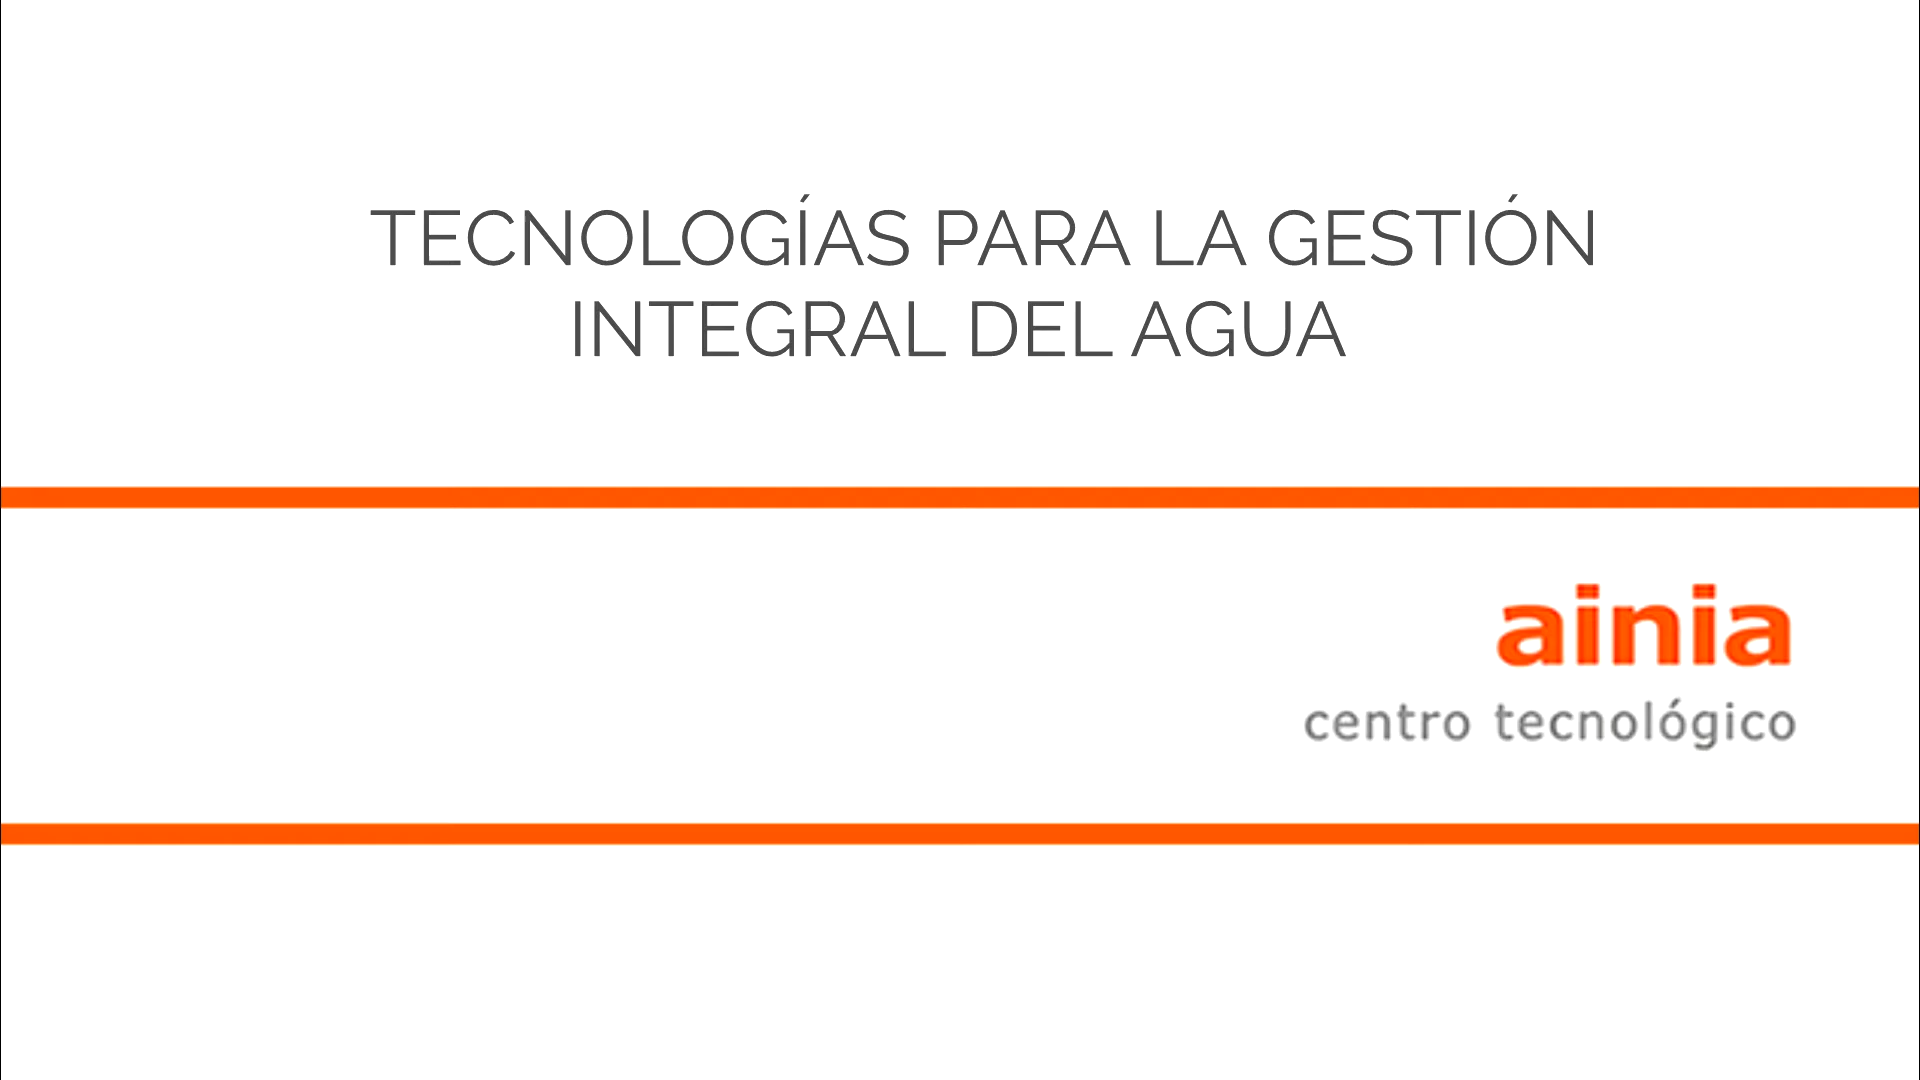 TECNOLOGÍAS PARA LA GESTIÓN
INTEGRAL DEL AGUA
ainia
centro tecnológico